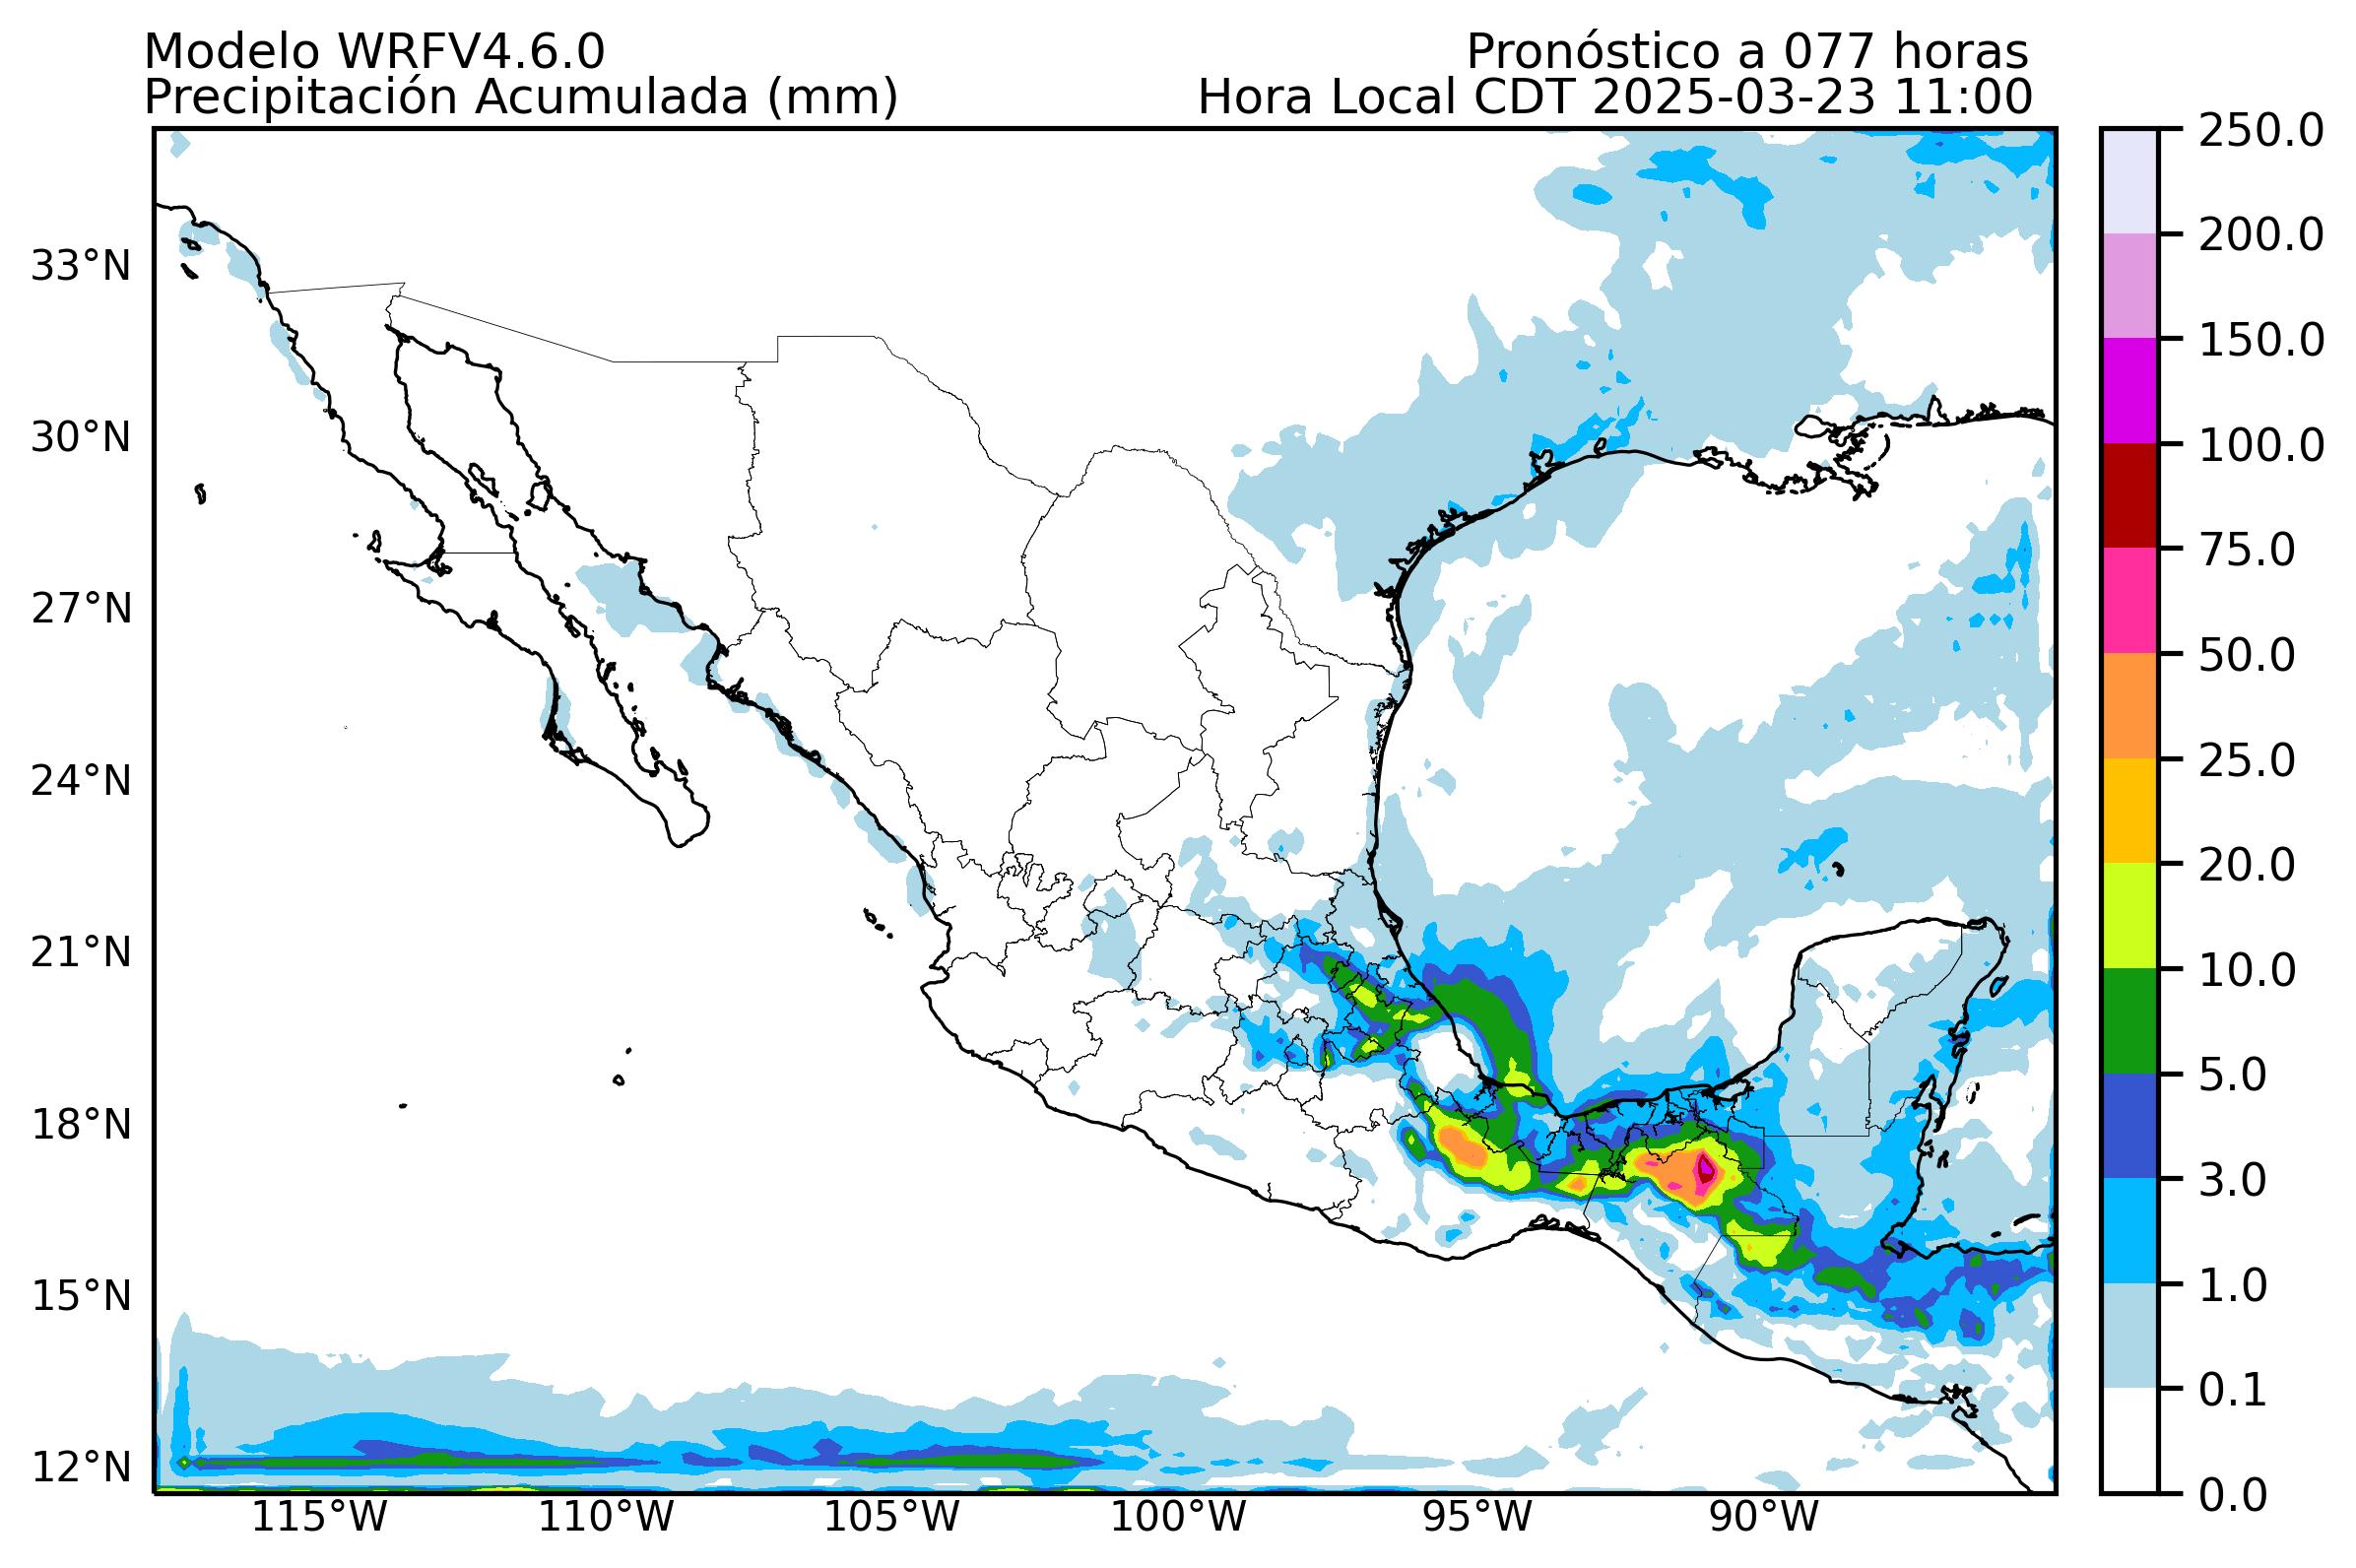 Modelo WRFV4.6.0
Pronóstico a 077 horas
Precipitación Acumulada (mm)
Hora Local CDT 2025-03-23 11:00
250.0
200.0
150.0
100.0
75.0
50.0
25.0
20.0
10.0
5.0
3.0
1.0
0.1
0.0
33°N
30°N
27°N
24°N
21°N
18°N
15°N
12°N
115°W
110°W
105°W
100°W
95°W
90°W